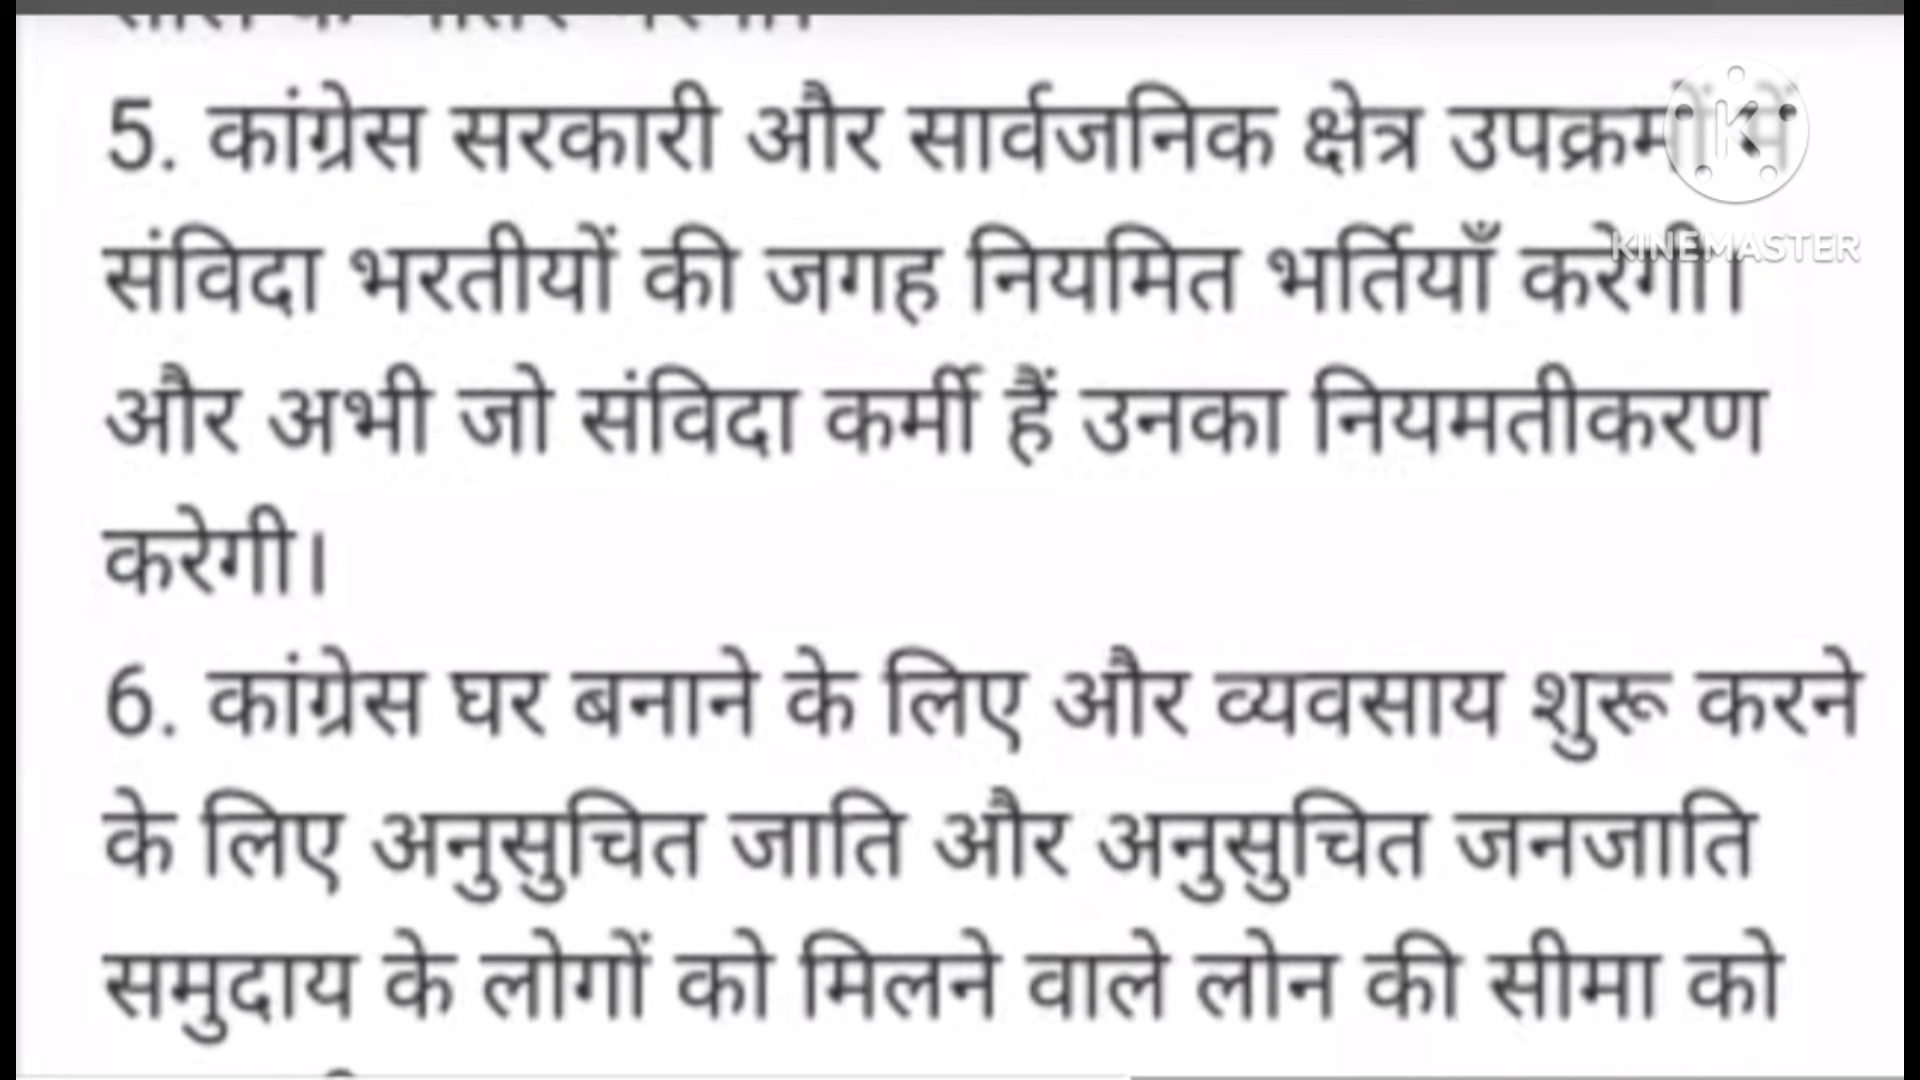 5. कांग्रेस सरकारी और सार्वजनिक क्षेत्र उपक्रमों में
संविदा भरतीयों की जगह नियमित भर्तियाँ करेगी।
और अभी जो संविदा कर्मी हैं उनका नियमतीकरण
करेगी।
6. कांग्रेस घर बनाने के लिए और व्यवसाय शुरू करने
के लिए अनुसुचित जाति और अनुसुचित जनजाति
समुदाय के लोगों को मिलने वाले लोन की सीमा को
K
KINEMASTER